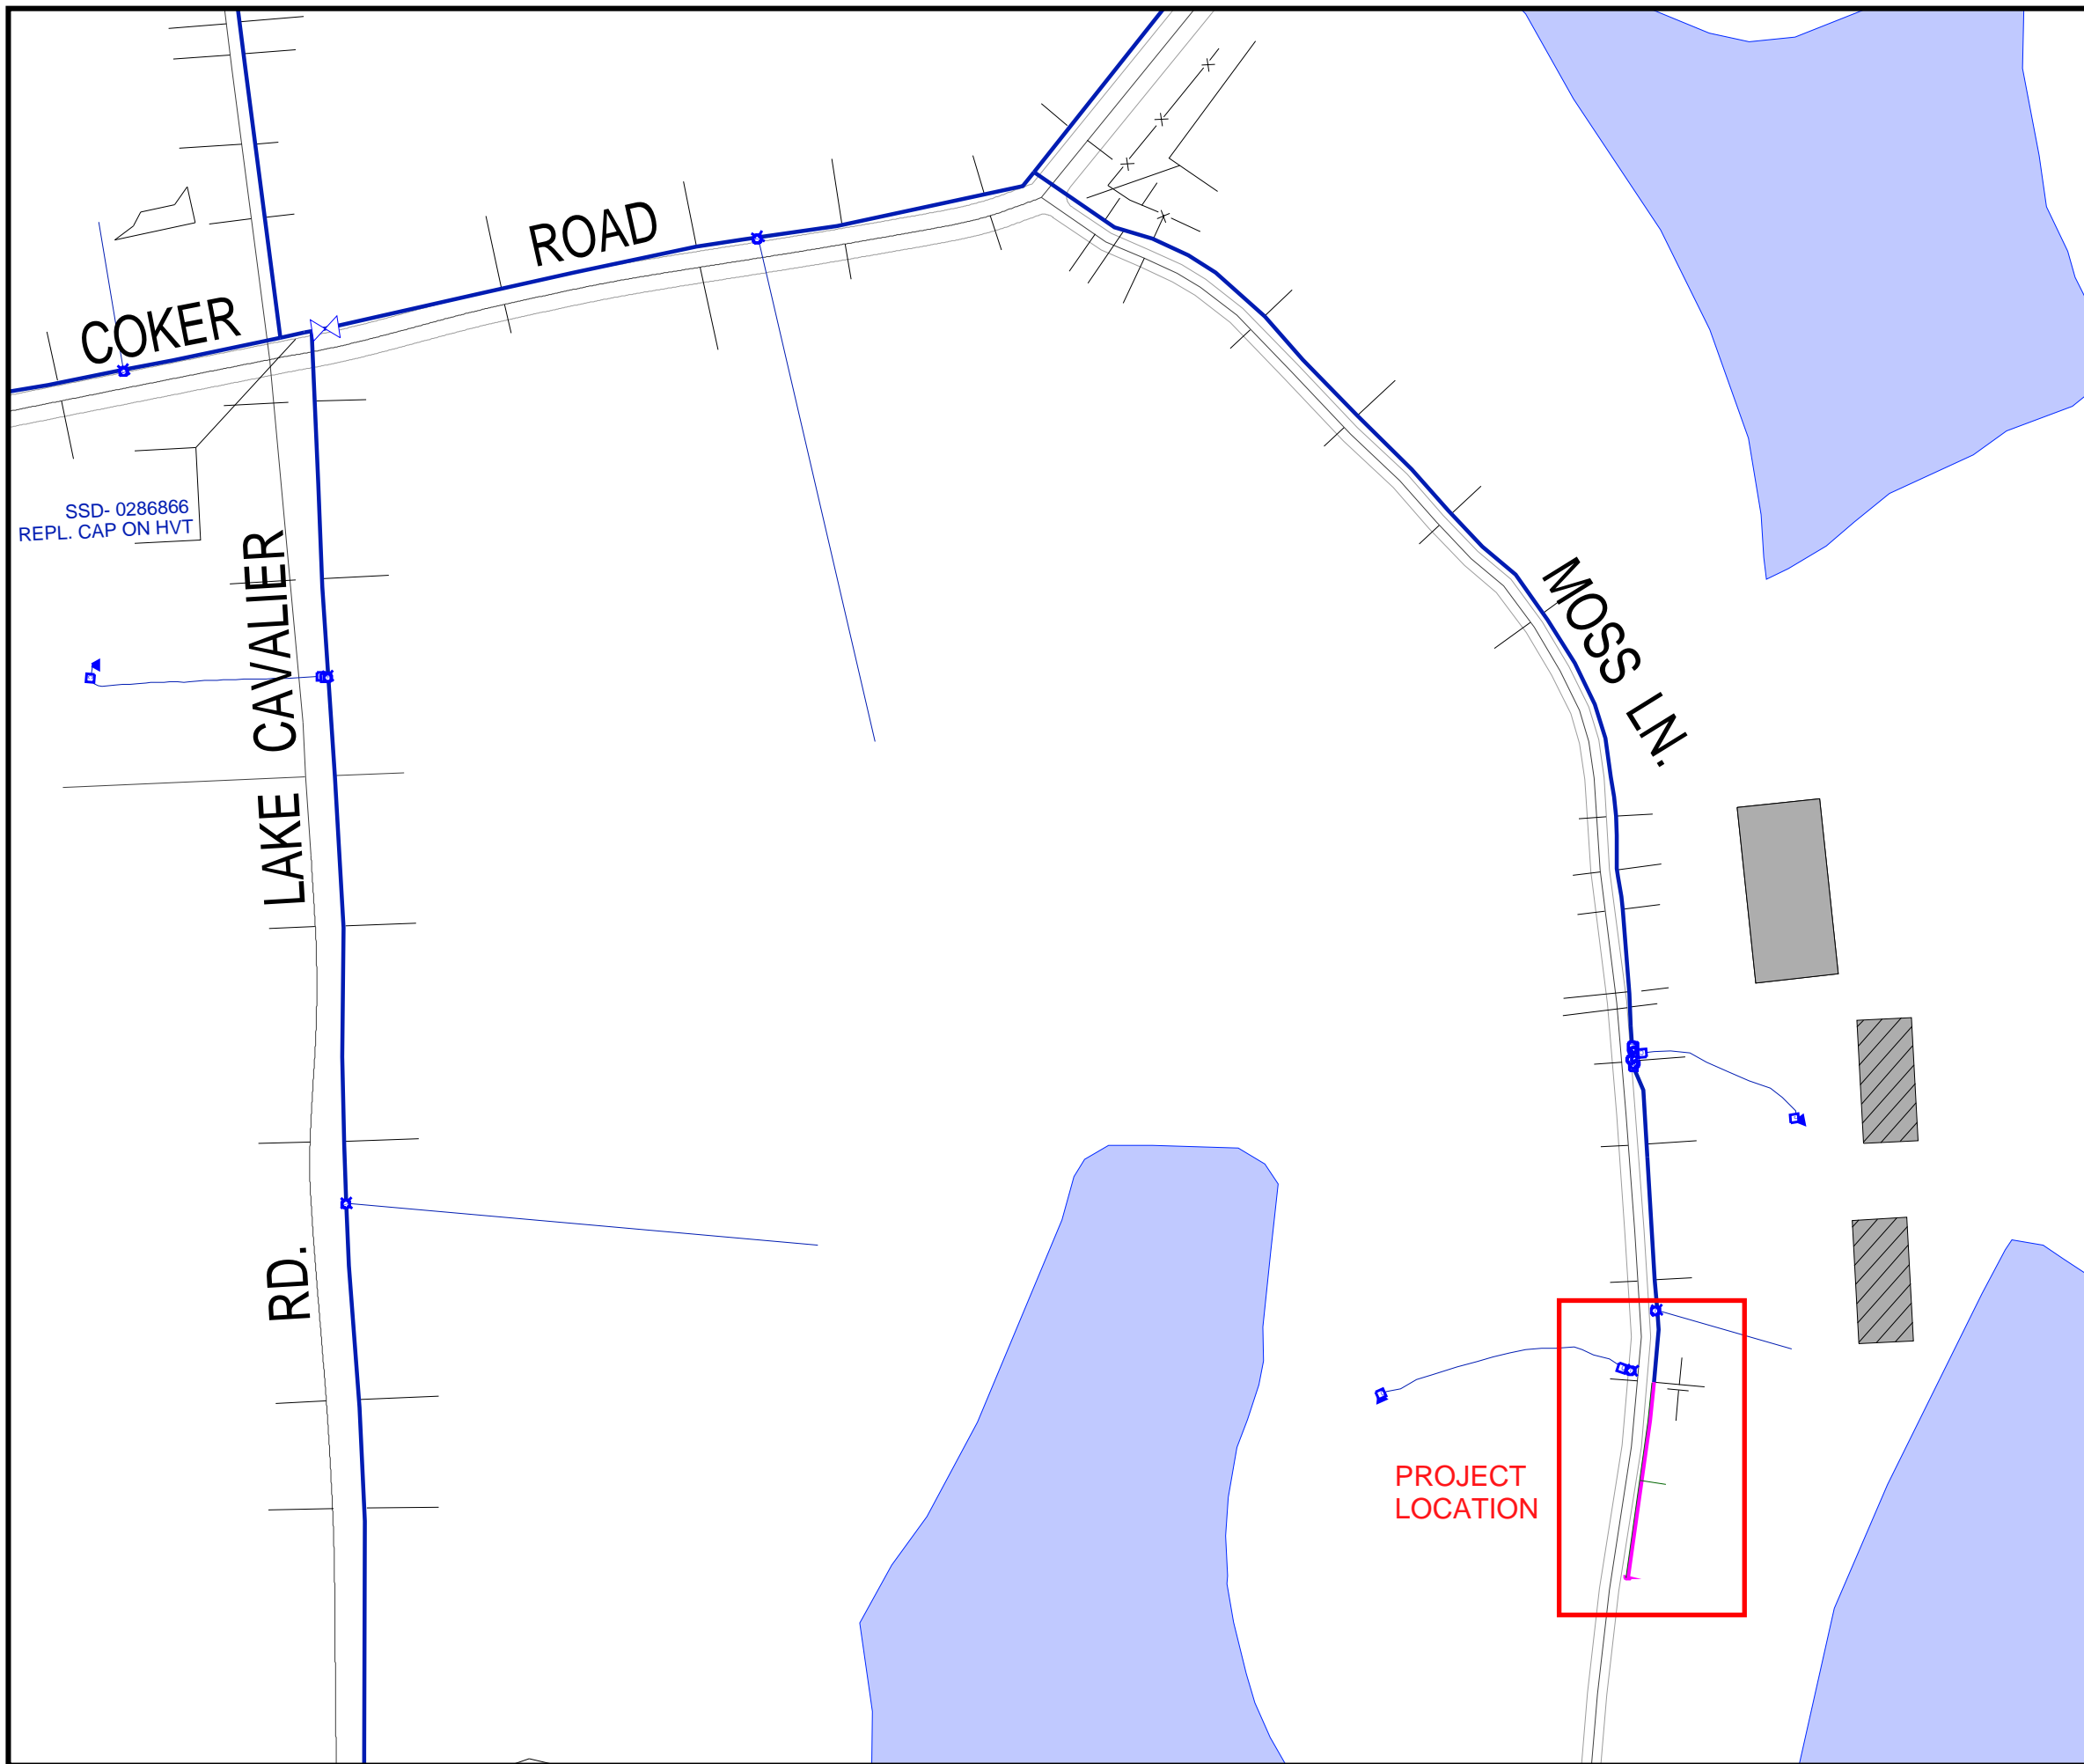 COKER ROAD
SSD- 0286866
REPL. CAP ON HVT
LAKE CAVALIER RD.
MOSS LN.
PROJECT
LOCATION